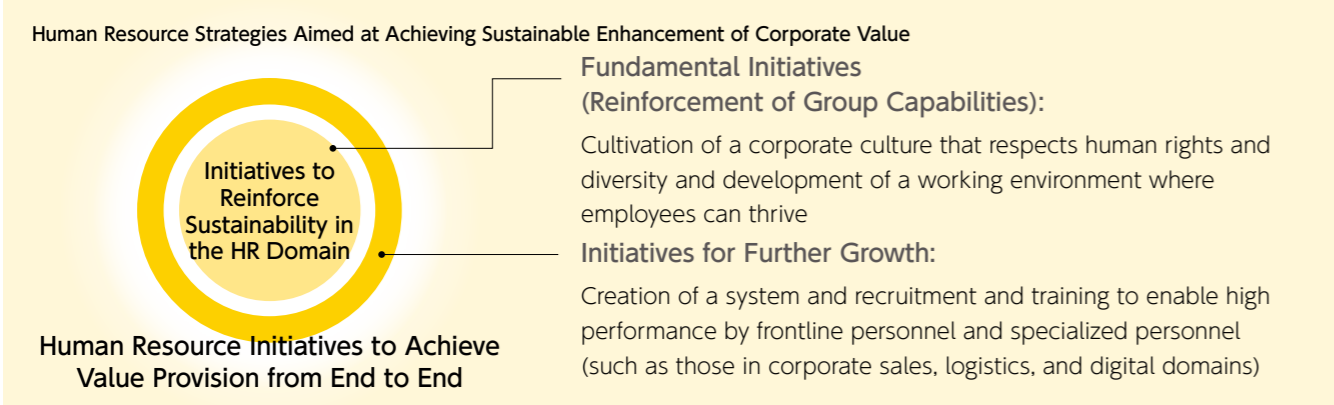 Human Resource Strategies Aimed at Achieving Sustainable Enhancement of Corporate Value
Fundamental Initiatives
(Reinforcement of Group Capabilities):
Cultivation of a corporate culture that respects human rights and
diversity and development of a working environment where
employees can thrive
Initiatives to
Reinforce
Sustainability in
the HR Domain
Initiatives for Further Growth:
Creation of a system and recruitment and training to enable high
performance by frontline personnel and specialized personnel
(such as those in corporate sales, logistics, and digital domains)
Human Resource Initiatives to Achieve
Value Provision from End to End